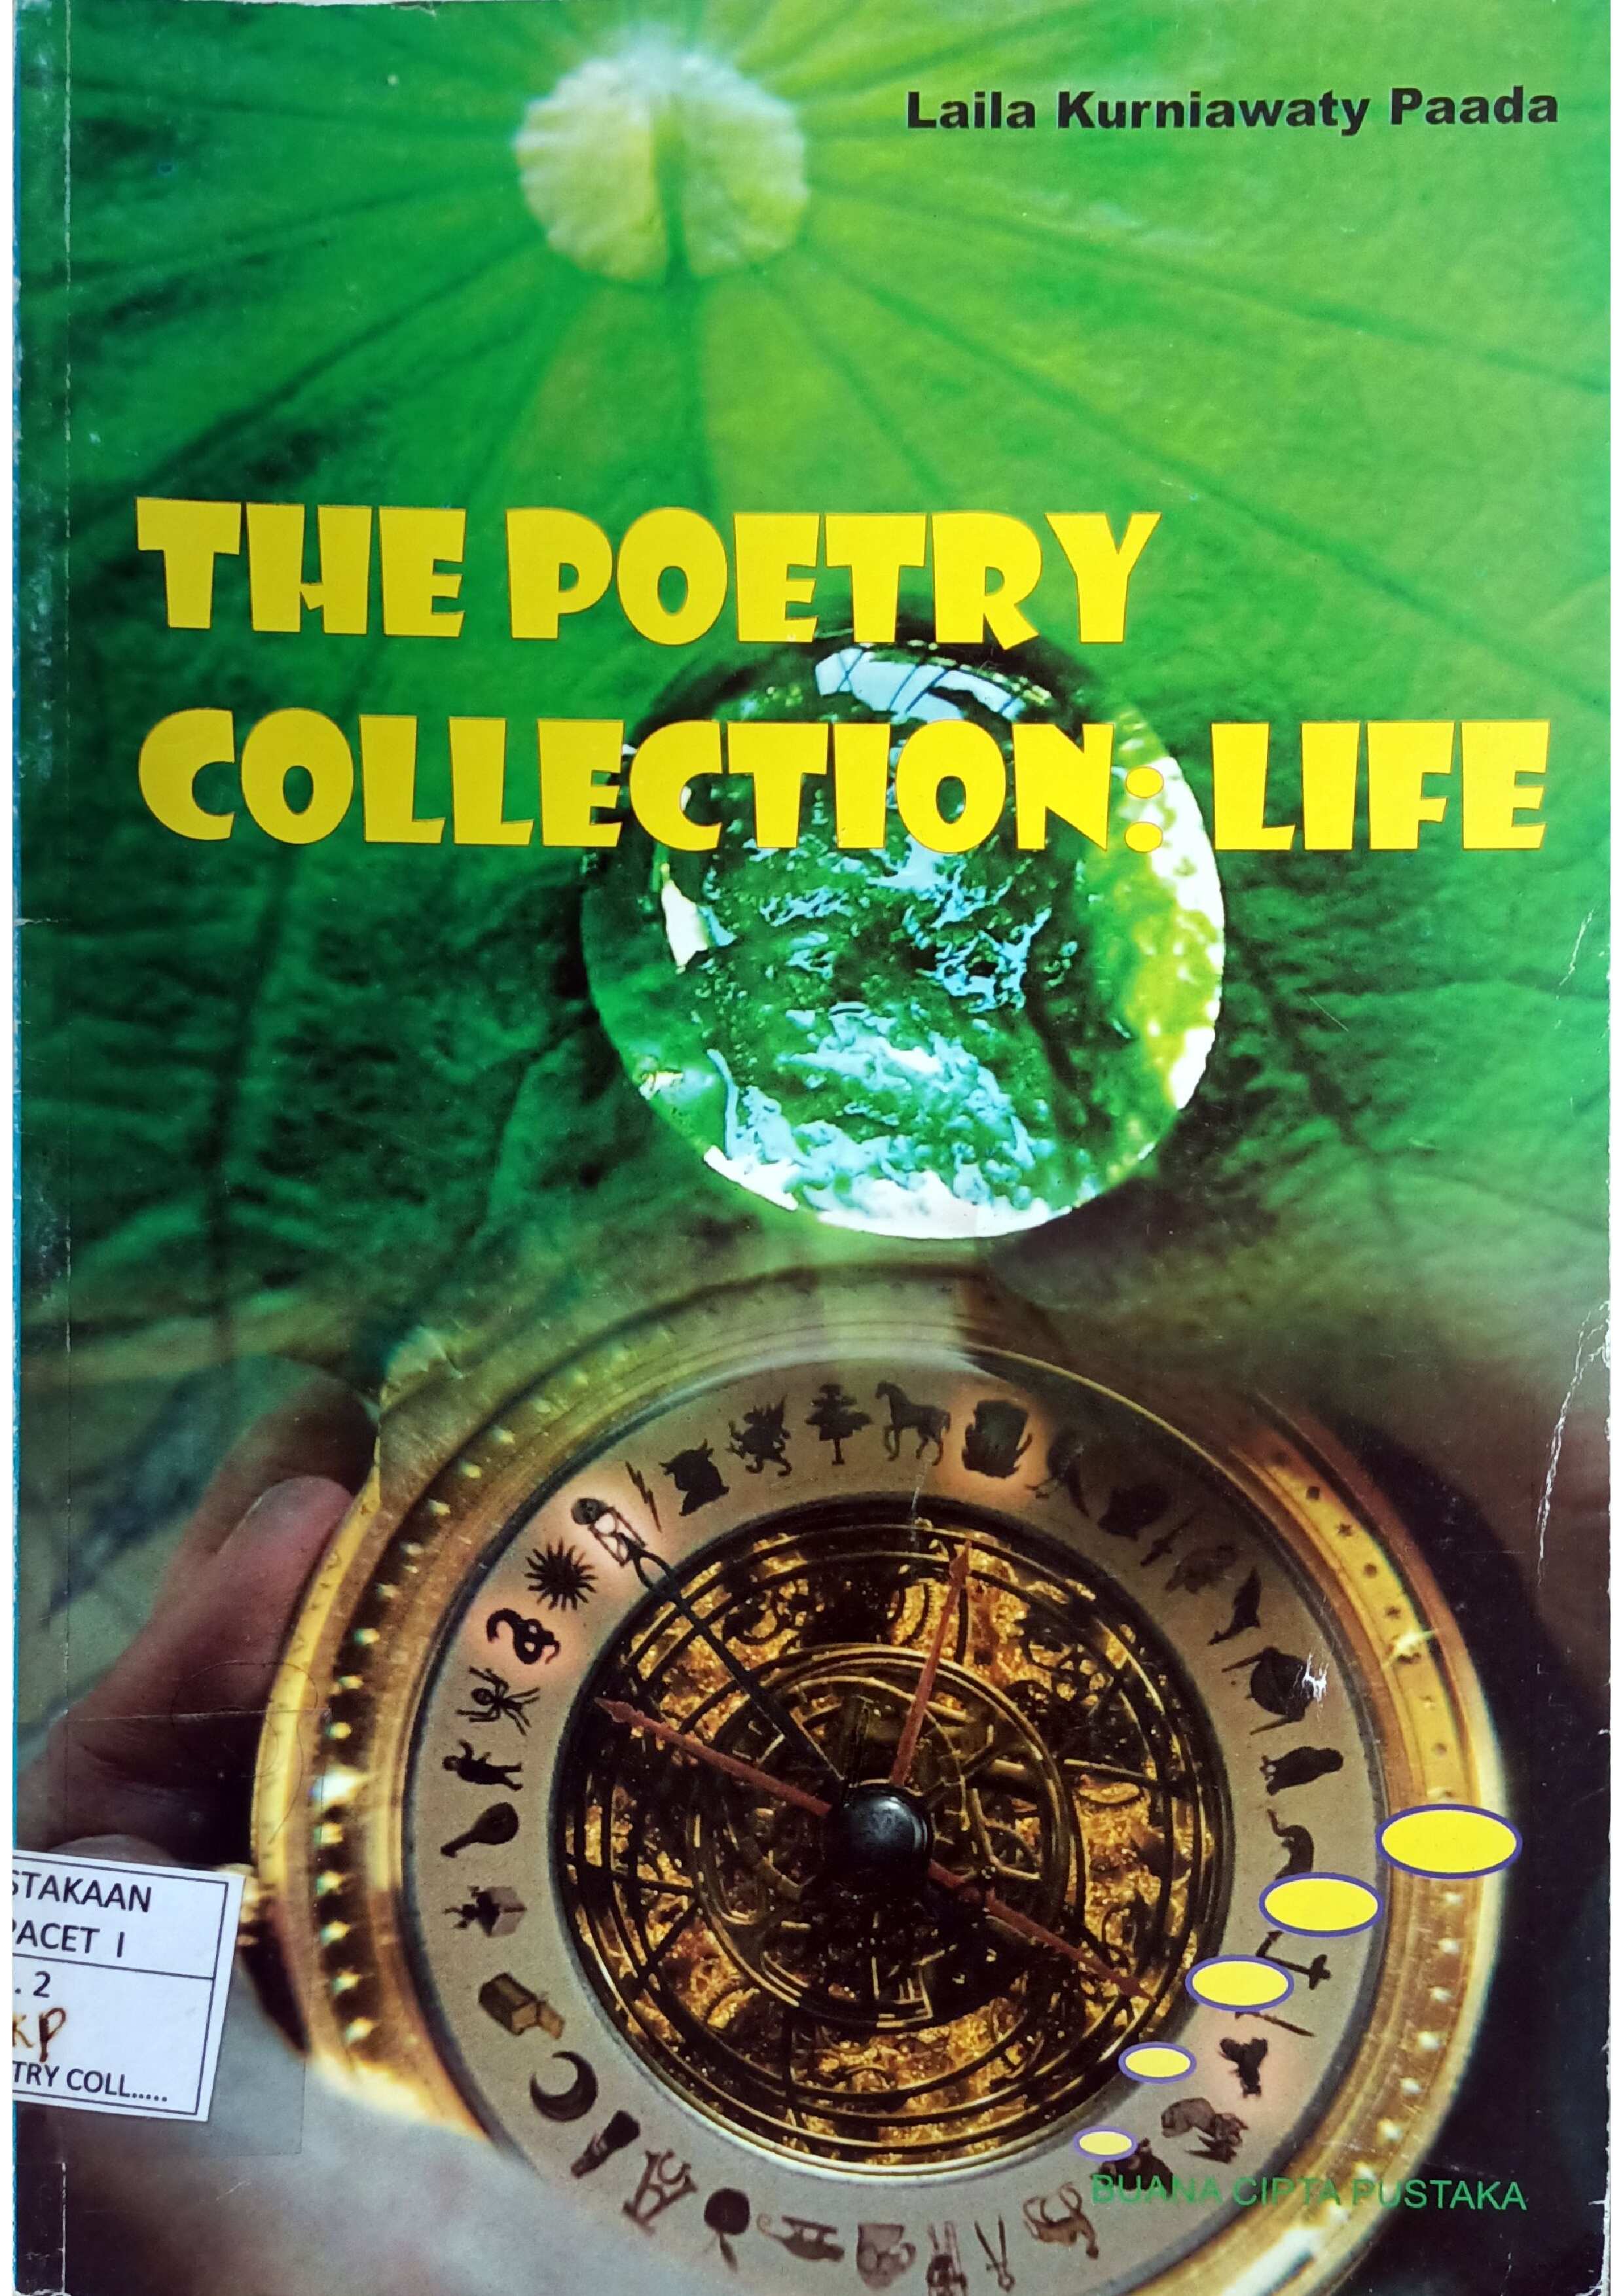 Laila Kurniawaty Paada
THE POETRY
COLLECTION: LIFE
STAKAAN
PACET I
. 2
KP
TRY COLL.....
BUANA CIPTA PUSTAKA